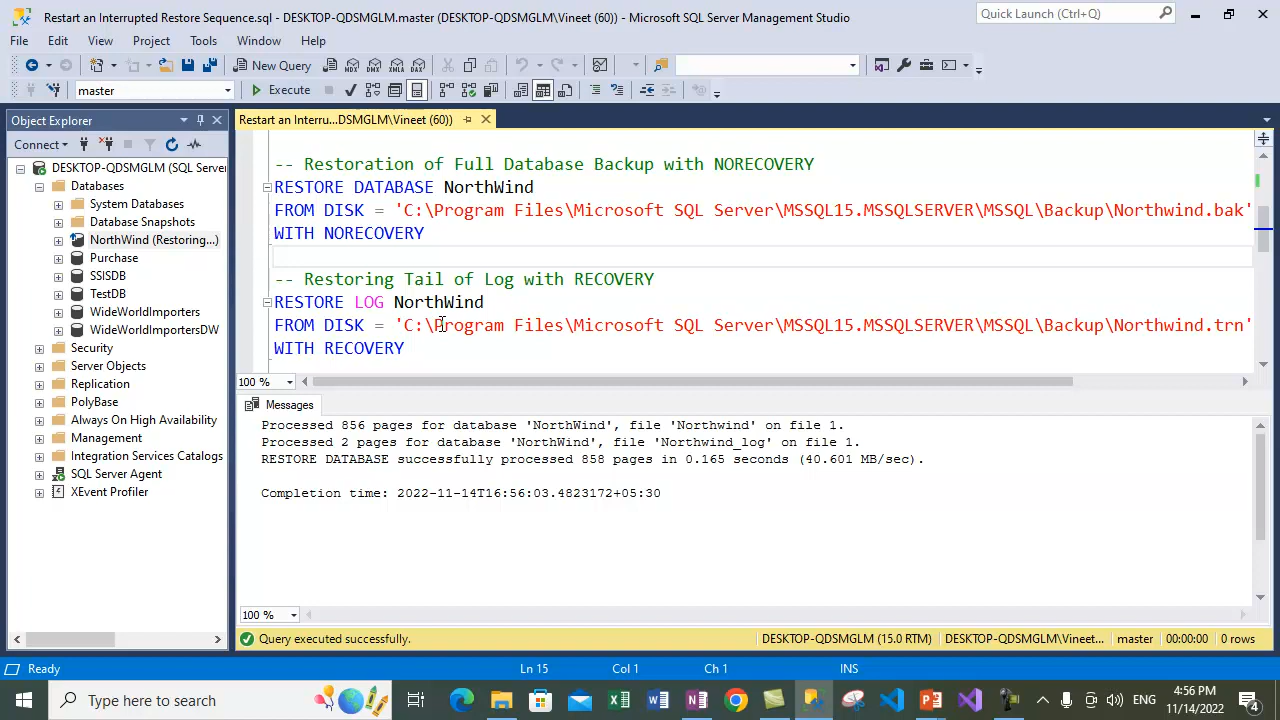 Restart an Interrupted Restore Sequence.sql - DESKTOP-QDSMGLM.master (DESKTOP-QDSMGLM\Vineet (60)) - Microsoft SQL Server Management Studio
Quick Launch (Ctrl+Q)
File Edit View Project Tools Window Help
New Query
MDX DMX XMLA DAX
master
Execute
Object Explorer
Restart an Interru...DSMGLM\Vineet (60))
Connect
DESKTOP-QDSMGLM (SQL Server
Databases
System Databases
Database Snapshots
NorthWind (Restoring...)
Purchase
SSISDB
TestDB
WideWorldImporters
WideWorldImportersDW
Security
Server Objects
Replication
PolyBase
Always On High Availability
Management
Integration Services Catalogs
SQL Server Agent
XEvent Profiler
-- Restoration of Full Database Backup with NORECOVERY
RESTORE DATABASE NorthWind
FROM DISK = 'C:\Program Files\Microsoft SQL Server\MSSQL15.MSSQLSERVER\MSSQL\Backup\Northwind.bak'
WITH NORECOVERY
-- Restoring Tail of Log with RECOVERY
RESTORE LOG NorthWind
FROM DISK = 'C:\Program Files\Microsoft SQL Server\MSSQL15.MSSQLSERVER\MSSQL\Backup\Northwind.trn'
WITH RECOVERY
100 %
Messages
Processed 856 pages for database 'NorthWind', file 'Northwind' on file 1.
Processed 2 pages for database 'NorthWind', file 'Northwind_log' on file 1.
RESTORE DATABASE successfully processed 858 pages in 0.165 seconds (40.601 MB/sec).
Completion time: 2022-11-14T16:56:03.4823172+05:30
100 %
Query executed successfully.
DESKTOP-QDSMGLM (15.0 RTM) DESKTOP-QDSMGLM\Vineet... master 00:00:00 0 rows
Ready Ln 15 Col 1 Ch 1 INS
Type here to search
ENG
4:56 PM
11/14/2022
4